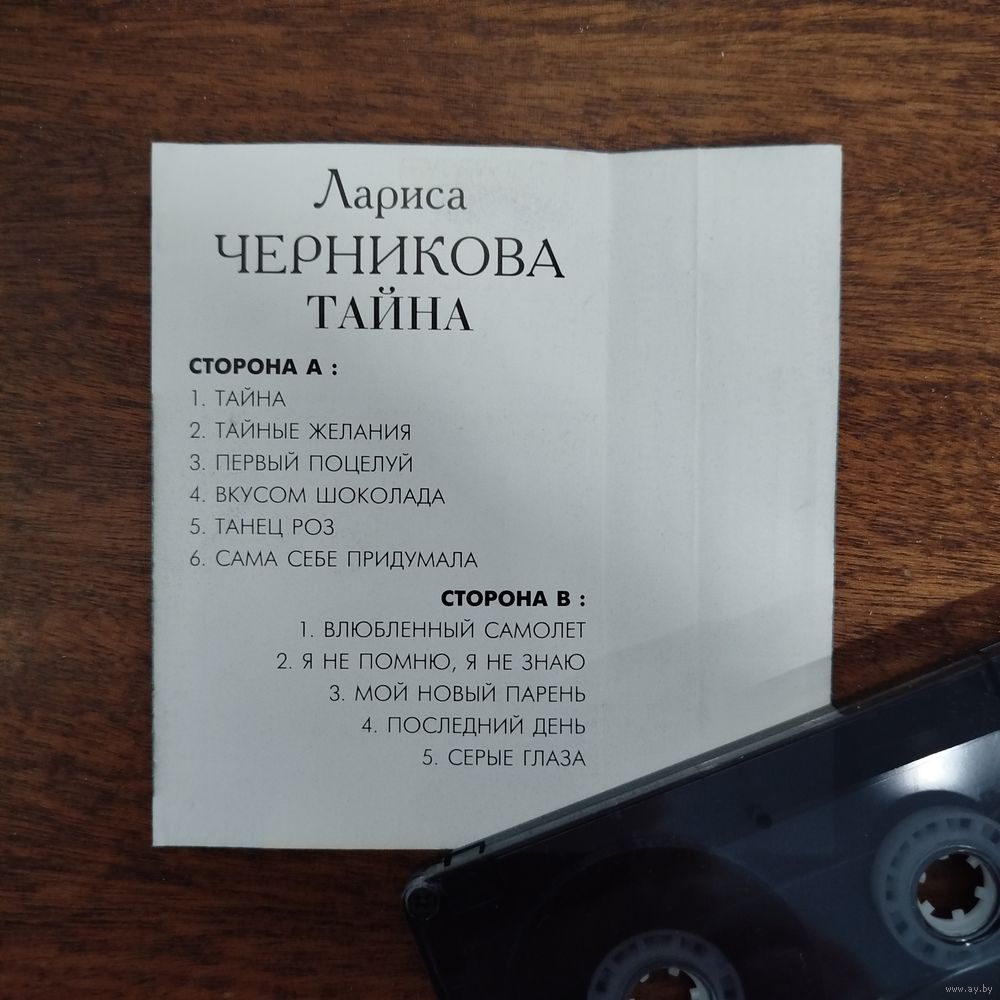 Лариса
ЧЕРНИКОВА
ТАЙНА
СТОРОНА А :
1. ТАЙНА
2. ТАЙНЫЕ ЖЕЛАНИЯ
3. ПЕРВЫЙ ПОЦЕЛУЙ
4. ВКУСОМ ШОКОЛАДА
5. ТАНЕЦ РОЗ
6. САМА СЕБЕ ПРИДУМАЛА
СТОРОНА В :
1. ВЛЮБЛЕННЫЙ САМОЛЕТ
2. Я НЕ ПОМНЮ, Я НЕ ЗНАЮ
3. МОЙ НОВЫЙ ПАРЕНЬ
4. ПОСЛЕДНИЙ ДЕНЬ
5. СЕРЫЕ ГЛАЗА
www.ay.by